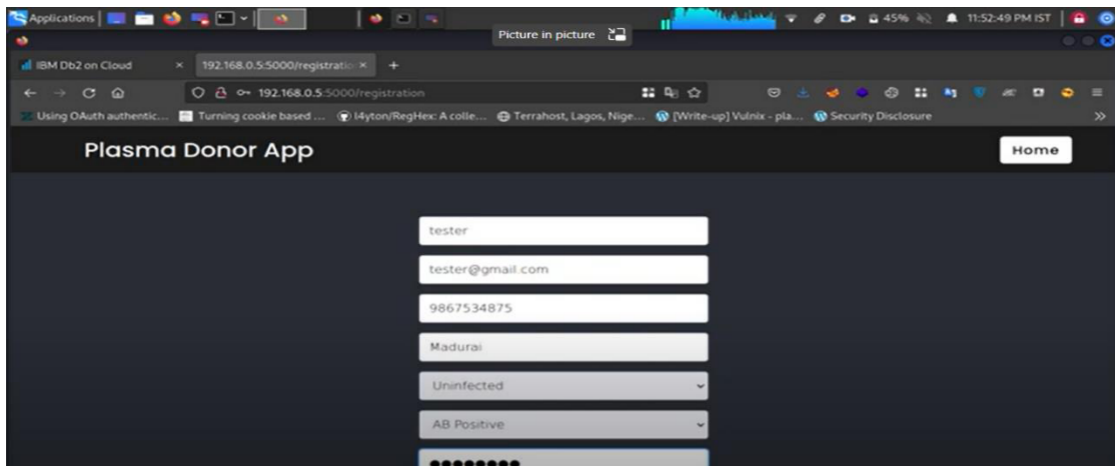 Applications
45% 11:52:49 PM IST
Picture in picture
IBM Db2 on Cloud × 192.168.0.5:5000/registratio × +
192.168.0.5:5000/registration
Using OAuth authentic... Turning cookie based ... l4yton/RegHex: A colle... Terrahost, Lagos, Nige... [Write-up] Vulnix - pla... Security Disclosure »
Plasma Donor App Home
tester
tester@gmail.com
9867534875
Madurai
Uninfected
AB Positive